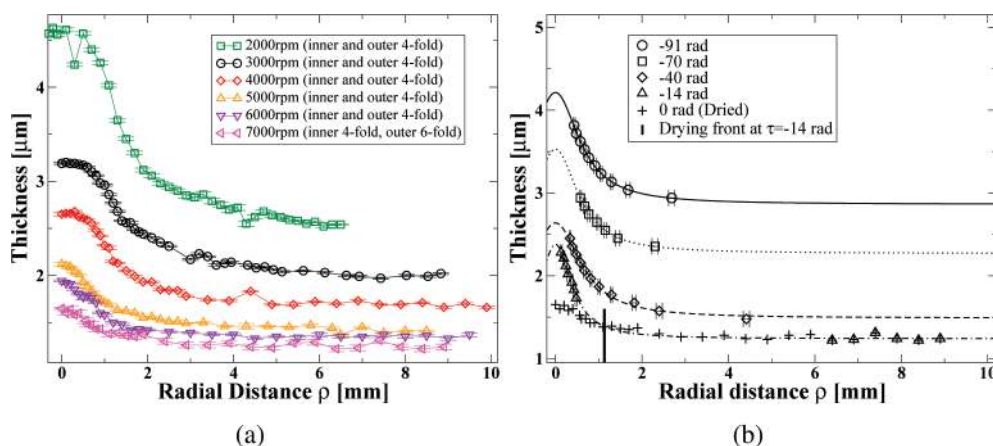 2000rpm (inner and outer 4-fold)
3000rpm (inner and outer 4-fold)
4000rpm (inner and outer 4-fold)
5000rpm (inner and outer 4-fold)
6000rpm (inner and outer 4-fold)
7000rpm (inner 4-fold, outer 6-fold)
Thickness [μm]
4
3
2
0
2
4
6
8
10
Radial Distance ρ [mm]
(a)
-91 rad
-70 rad
-40 rad
-14 rad
0 rad (Dried)
Drying front at τ=-14 rad
Thickness [μm]
5
4
3
2
1
0
2
4
6
8
10
Radial distance ρ [mm]
(b)